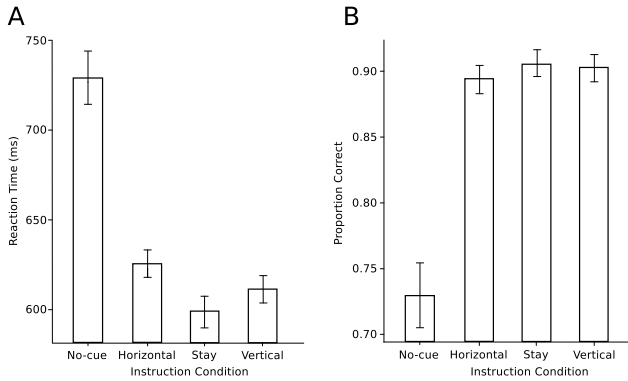 A
750
700
650
600
Reaction Time (ms)
No-cue Horizontal Stay Vertical
Instruction Condition
B
0.90
0.85
0.80
0.75
0.70
Proportion Correct
No-cue Horizontal Stay Vertical
Instruction Condition